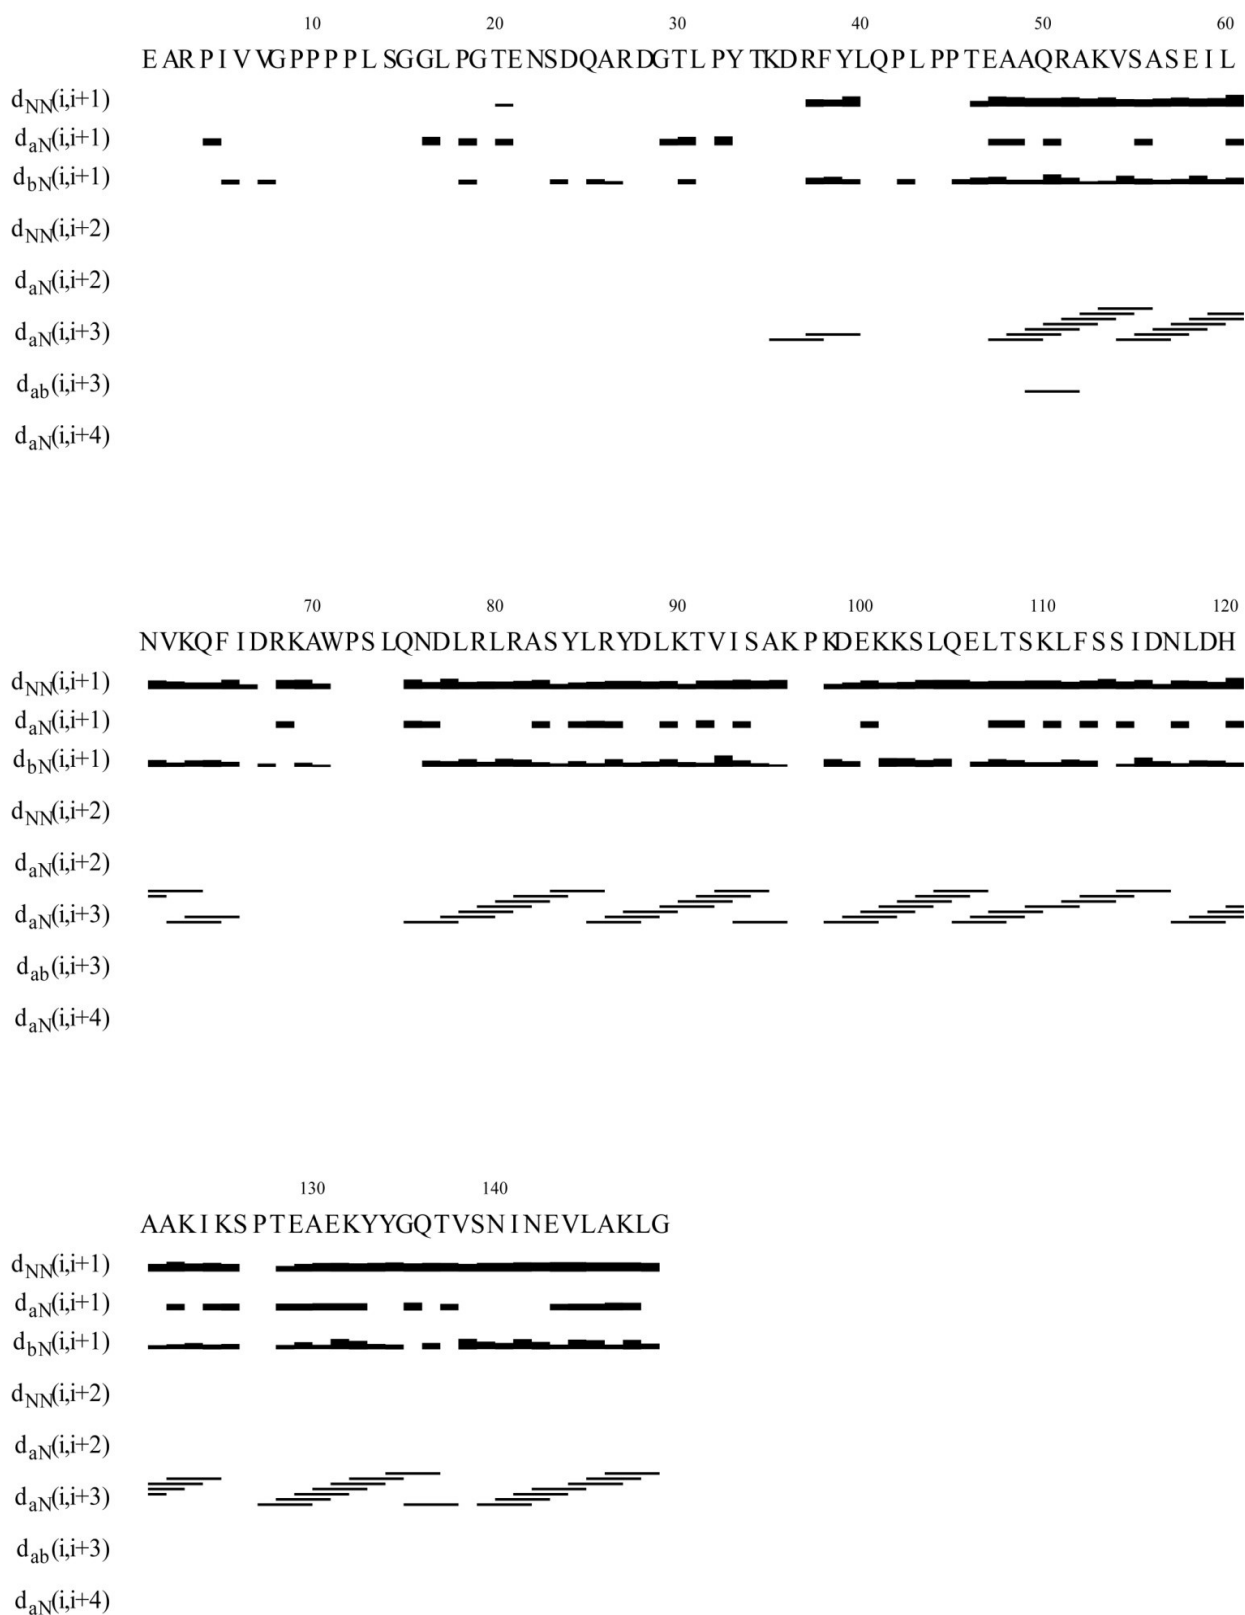 10 20 30 40 50 60
EARPIVVGPPPPLSGGLPGTENSDQARDGTLPYTKDRFYLQPLPPTEAAQRAKVSASEIL
dNN(i,i+1)
daN(i,i+1)
dbN(i,i+1)
dNN(i,i+2)
daN(i,i+2)
daN(i,i+3)
dab(i,i+3)
daN(i,i+4)
70 80 90 100 110 120
NVKQFIDRKAWPSLQNDLRLRASYLRYDLKTVISAKPKDEKKSLQELTSKLFSSIDNLDH
dNN(i,i+1)
daN(i,i+1)
dbN(i,i+1)
dNN(i,i+2)
daN(i,i+2)
daN(i,i+3)
dab(i,i+3)
daN(i,i+4)
130 140
AAKIKSPTEAEKYYGQTVSNINEVLAKLG
dNN(i,i+1)
daN(i,i+1)
dbN(i,i+1)
dNN(i,i+2)
daN(i,i+2)
daN(i,i+3)
dab(i,i+3)
daN(i,i+4)